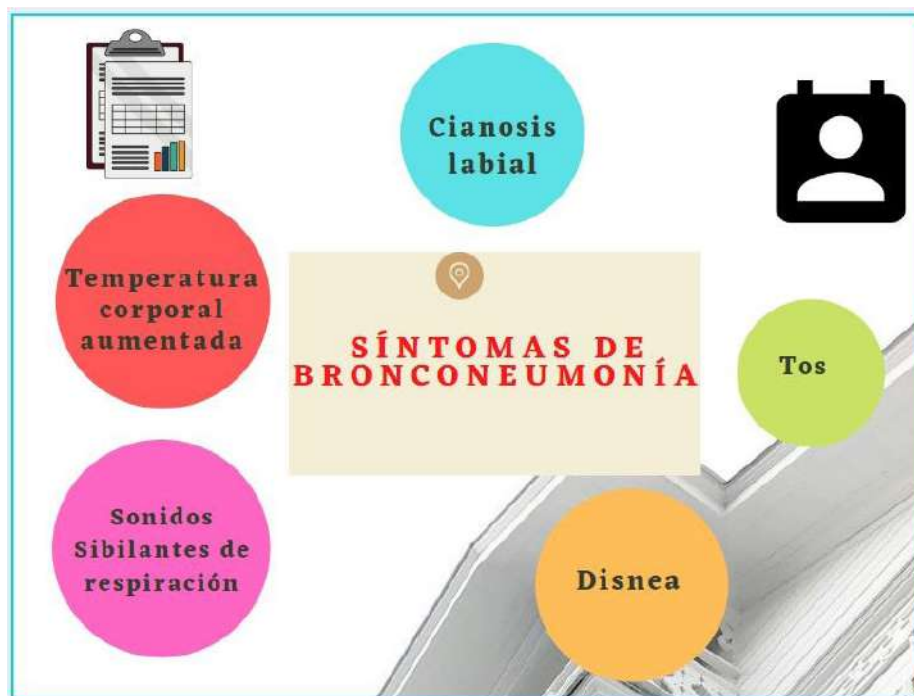 Cianosis
labial
Temperatura
corporal
aumentada
SÍNTOMAS DE
BRONCONEUMONÍA
Tos
Sonidos
Sibilantes de
respiración
Disnea